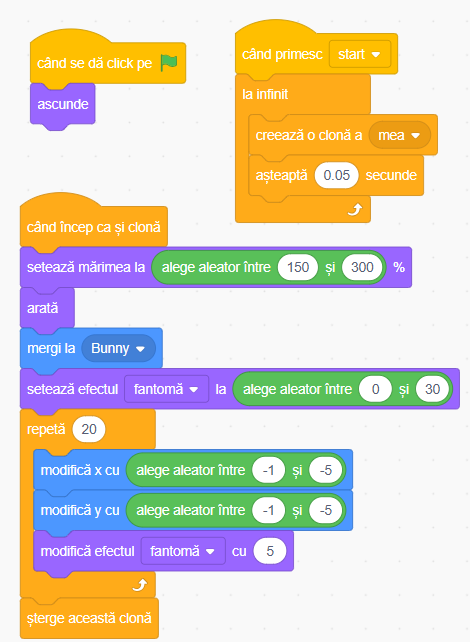 când se dă click pe
ascunde
când primesc start
la infinit
creează o clonă a mea
așteaptă 0.05 secunde
când încep ca și clonă
setează mărimea la alege aleator între 150 și 300 %
arată
mergi la Bunny
setează efectul fantomă la alege aleator între 0 și 30
repetă 20
modifică x cu alege aleator între -1 și -5
modifică y cu alege aleator între -1 și -5
modifică efectul fantomă cu 5
șterge această clonă